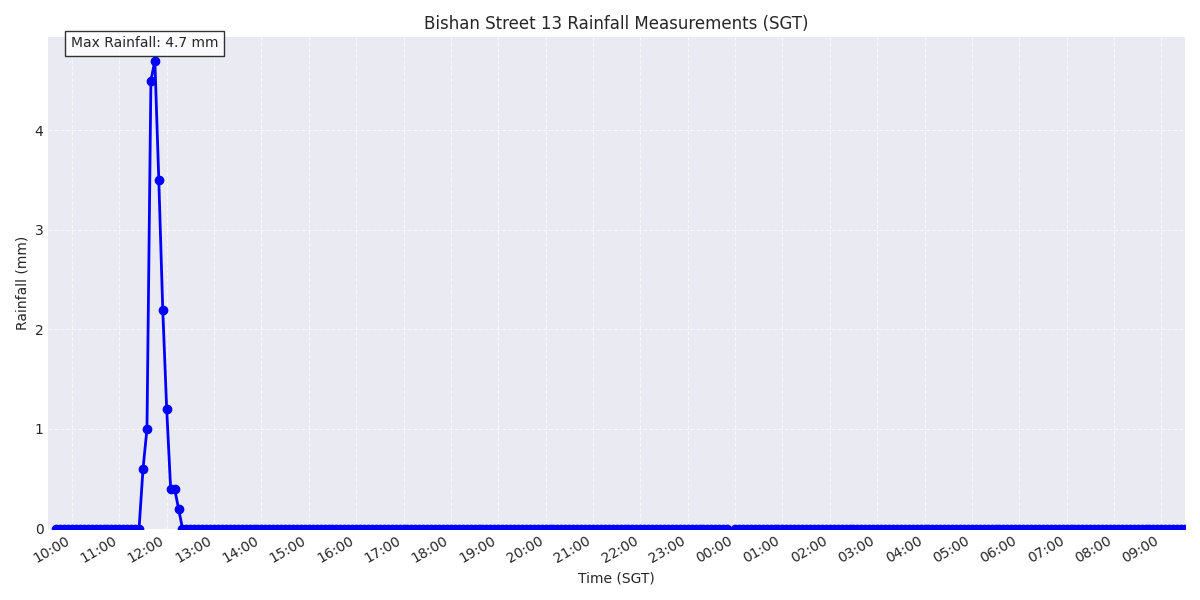 Bishan Street 13 Rainfall Measurements (SGT)
Max Rainfall: 4.7 mm
Rainfall (mm)
4
3
2
1
0
10:00 11:00 12:00 13:00 14:00 15:00 16:00 17:00 18:00 19:00 20:00 21:00 22:00 23:00 00:00 01:00 02:00 03:00 04:00 05:00 06:00 07:00 08:00 09:00
Time (SGT)